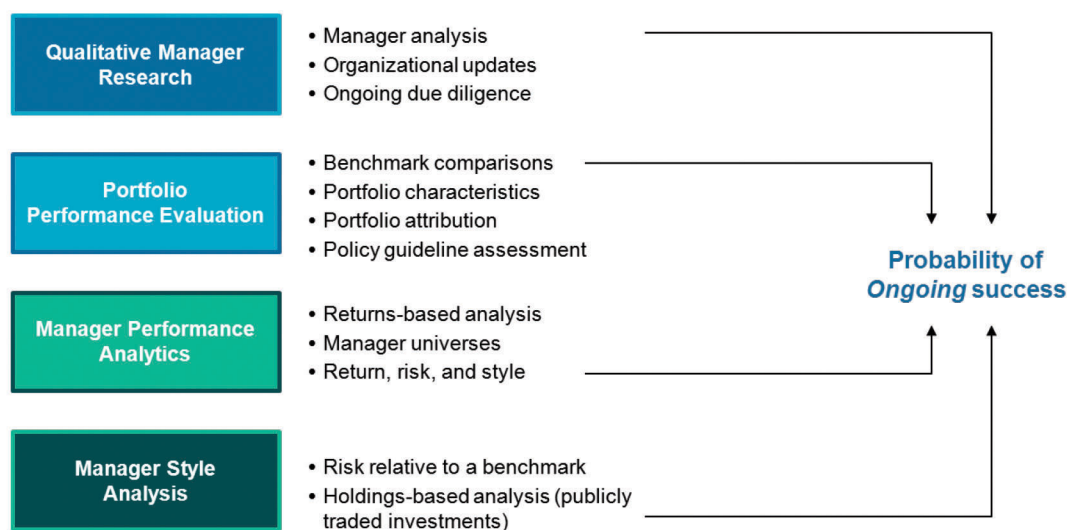 Qualitative Manager
Research
• Manager analysis
• Organizational updates
• Ongoing due diligence
Portfolio
Performance Evaluation
• Benchmark comparisons
• Portfolio characteristics
• Portfolio attribution
• Policy guideline assessment
Probability of
Ongoing success
Manager Performance
Analytics
• Returns-based analysis
• Manager universes
• Return, risk, and style
Manager Style
Analysis
• Risk relative to a benchmark
• Holdings-based analysis (publicly
traded investments)